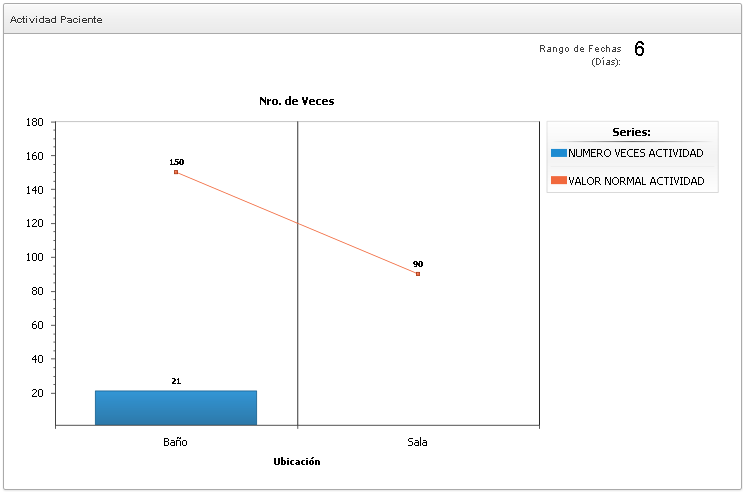 Actividad Paciente
Rango de Fechas 6
(Días):
Nro. de Veces
180
160
140
120
100
80
60
40
20
150
90
21
Baño
Sala
Ubicación
Series:
NUMERO VECES ACTIVIDAD
VALOR NORMAL ACTIVIDAD